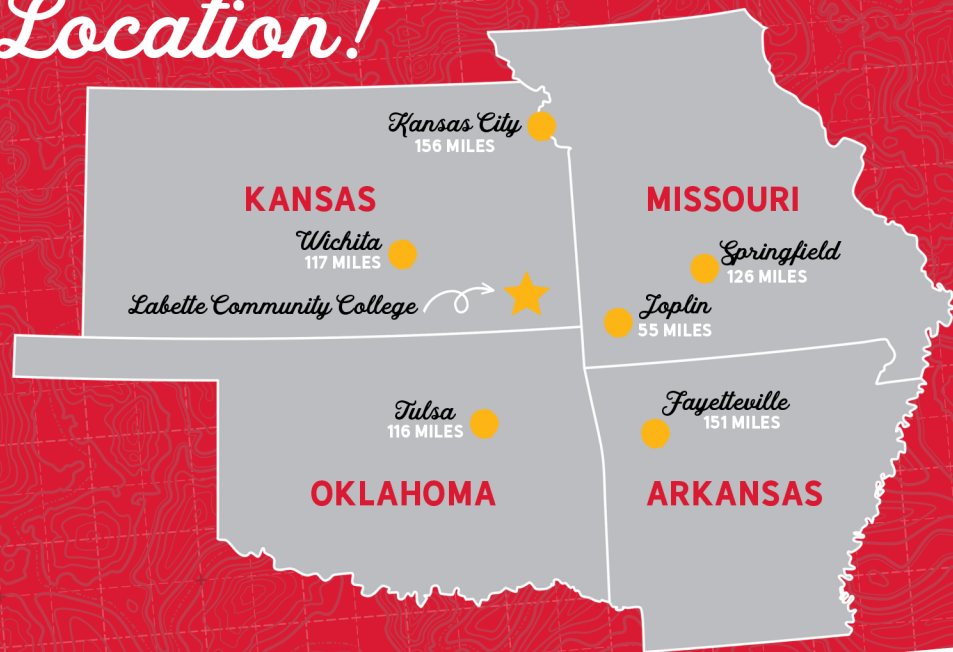 Location!
Kansas City
156 MILES
KANSAS
MISSOURI
Wichita
117 MILES
Springfield
126 MILES
Labette Community College
Joplin
55 MILES
Tulsa
116 MILES
Fayetteville
151 MILES
OKLAHOMA
ARKANSAS